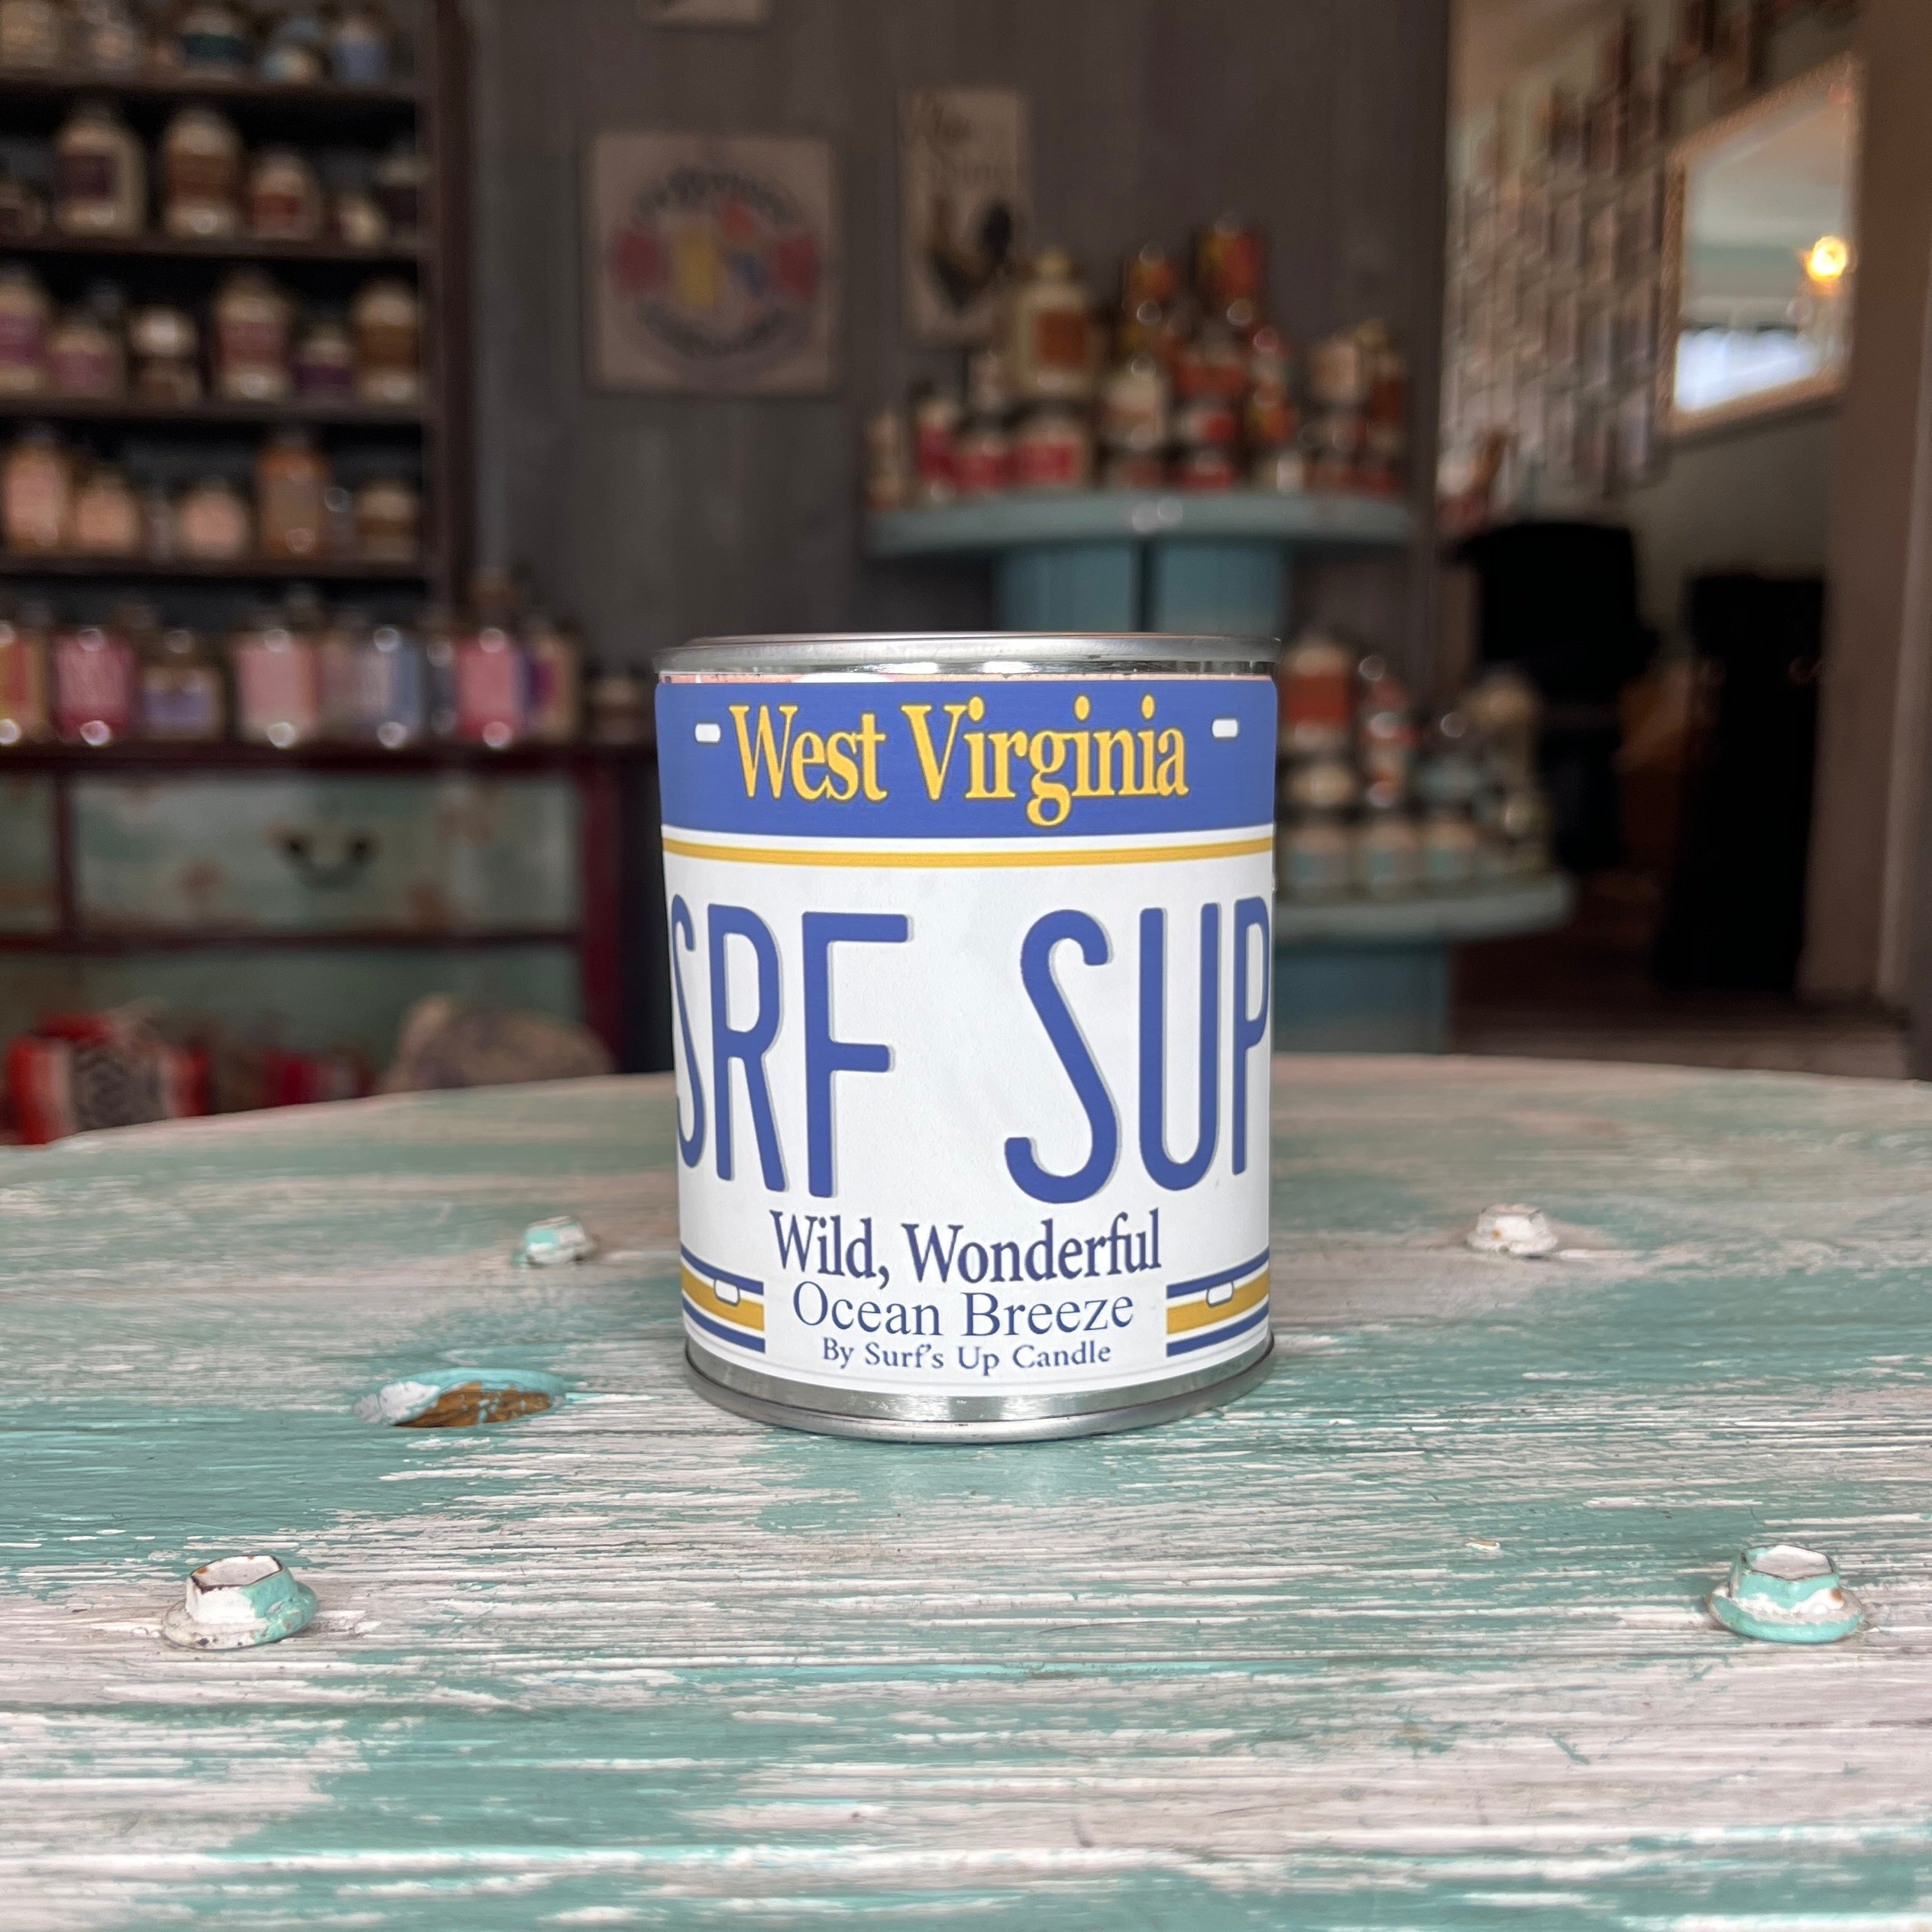 West Virginia
SRF SUP
Wild, Wonderful
Ocean Breeze
By Surf's Up Candle